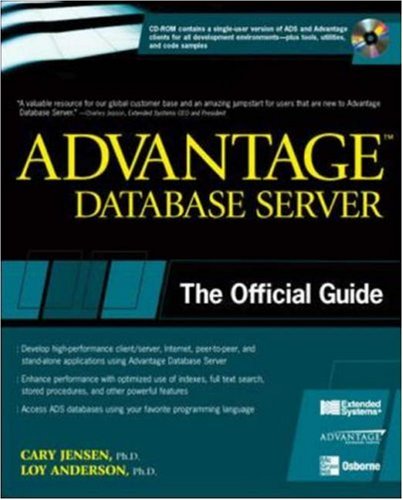 CD-ROM contains a single-user version of ADS and Advantage
clients for all development environments—plus tools, utilities,
and code samples
"A valuable resource for our global customer base and an amazing jumpstart for users that are new to Advantage
Database Server."—Charles Jepson, Extended Systems CEO and President
ADVANTAGE™
DATABASE SERVER
The Official Guide
Develop high-performance client/server, Internet, peer-to-peer, and
stand-alone applications using Advantage Database Server
Enhance performance with optimized use of indexes, full text search,
stored procedures, and other powerful features
Access ADS databases using your favorite programming language
Extended
Systems
ADVANTAGE
DATABASE SERVER
CARY JENSEN, Ph.D.
LOY ANDERSON, Ph.D.
Osborne